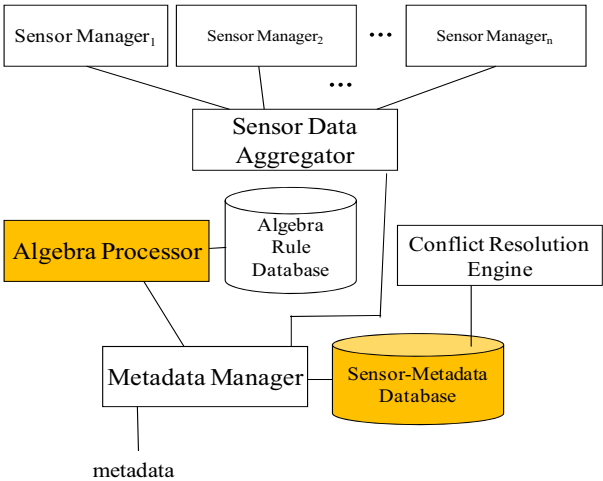 Sensor Manager₁
Sensor Manager₂
...
Sensor Managerₙ
...
Sensor Data
Aggregator
Algebra Processor
Algebra
Rule
Database
Conflict Resolution
Engine
Metadata Manager
Sensor-Metadata
Database
metadata